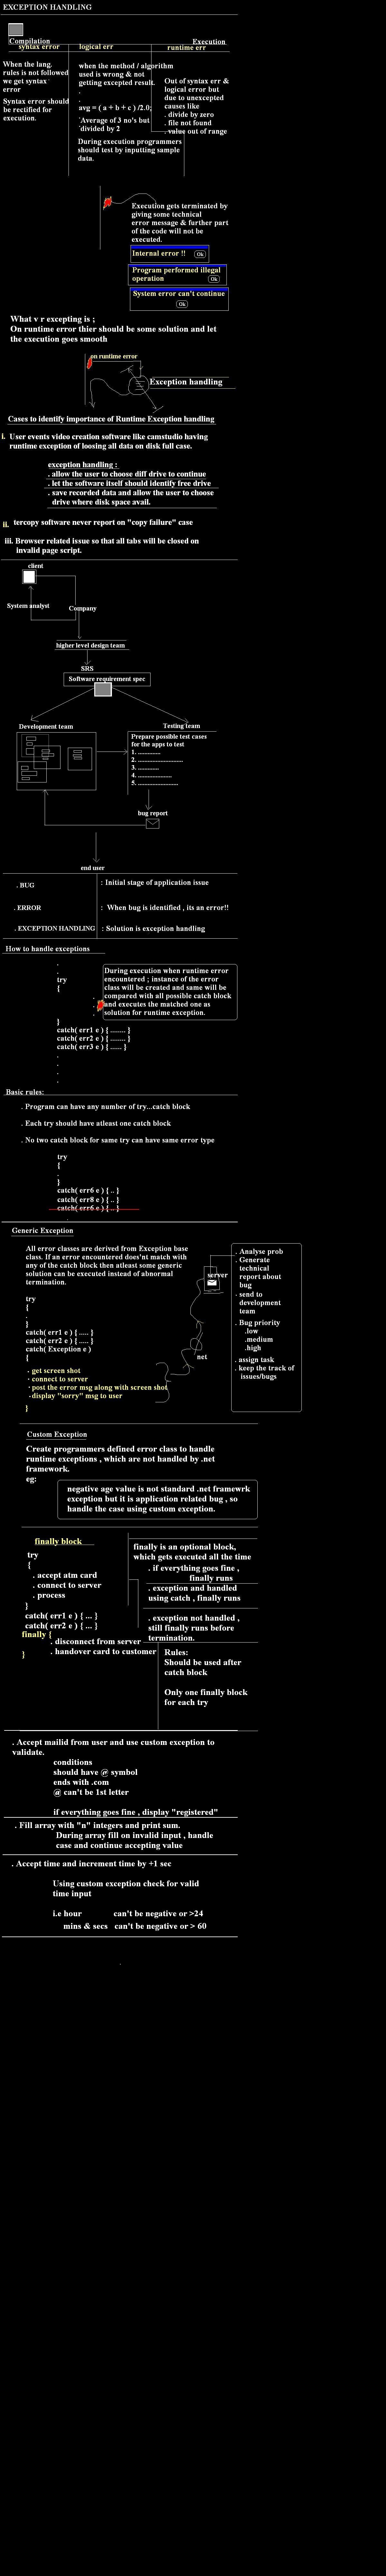 EXCEPTION HANDLING
Compilation
Execution
syntax error
logical err
runtime err
When the lang.
rules is not followed
we get syntax
error
Syntax error should
be rectified for
execution.
when the method / algorithm
used is wrong & not
getting excepted result.
.
.
avg = ( a + b + c ) /2.0;
'Average of 3 no's but
'divided by 2
During execution programmers
should test by inputting sample
data.
Out of syntax err &
logical error but
due to unexpected
causes like
. divide by zero
. file not found
. value out of range
Execution gets terminated by
giving some technical
error message & further part
of the code will not be
executed.
Internal error !! Ok
Program performed illegal
operation Ok
System error can't continue
Ok
What v r excepting is ;
On runtime error thier should be some solution and let
the execution goes smooth
on runtime error
Exception handling
Cases to identify importance of Runtime Exception handling
i. User events video creation software like camstudio having
runtime exception of loosing all data on disk full case.
exception handling :
. allow the user to choose diff drive to continue
. let the software itself should identify free drive
. save recorded data and allow the user to choose
drive where disk space avail.
ii. tercopy software never report on "copy failure" case
iii. Browser related issue so that all tabs will be closed on
invalid page script.
client
System analyst
Company
higher level design team
SRS
Software requirement spec
Development team
Testing team
Prepare possible test cases
for the apps to test
1. .............
2. ..........................
3. ............
4. ....................
5. .......................
bug report
end user
. BUG : Initial stage of application issue
. ERROR : When bug is identified , its an error!!
. EXCEPTION HANDLING : Solution is exception handling
How to handle exceptions
.
.
try
{
.
.
.
}
catch( err1 e ) { ........ }
catch( err2 e ) { ........ }
catch( err3 e ) { ...... }
.
.
.
.
During execution when runtime error
encountered ; instance of the error
class will be created and same will be
compared with all possible catch block
and executes the matched one as
solution for runtime exception.
Basic rules:
. Program can have any number of try...catch block
. Each try should have atleast one catch block
. No two catch block for same try can have same error type
try
{
.
}
catch( err6 e ) { .. }
catch( err8 e ) { .. }
catch( err6 e ) { .. }
Generic Exception
All error classes are derived from Exception base
class. If an error encountered does'nt match with
any of the catch block then atleast some generic
solution can be executed instead of abnormal
termination.
try
{
.
}
catch( err1 e ) { ..... }
catch( err2 e ) { ..... }
catch( Exception e )
{
. get screen shot
. connect to server
. post the error msg along with screen shot
. display "sorry" msg to user
}
server
net
. Analyse prob
. Generate
technical
report about
bug
. send to
development
team
. Bug priority
.low
.medium
.high
. assign task
. keep the track of
issues/bugs
Custom Exception
Create programmers defined error class to handle
runtime exceptions , which are not handled by .net
framework.
eg:
negative age value is not standard .net framewrk
exception but it is application related bug , so
handle the case using custom exception.
finally block
try
{
. accept atm card
. connect to server
. process
}
catch( err1 e ) { ... }
catch( err2 e ) { ... }
finally {
. disconnect from server
. handover card to customer
}
finally is an optional block,
which gets executed all the time
. if everything goes fine ,
finally runs
. exception and handled
using catch , finally runs
. exception not handled ,
still finally runs before
termination.
Rules:
Should be used after
catch block
Only one finally block
for each try
. Accept mailid from user and use custom exception to
validate.
conditions
should have @ symbol
ends with .com
@ can't be 1st letter
if everything goes fine , display "registered"
. Fill array with "n" integers and print sum.
During array fill on invalid input , handle
case and continue accepting value
. Accept time and increment time by +1 sec
Using custom exception check for valid
time input
i.e hour can't be negative or >24
mins & secs can't be negative or > 60